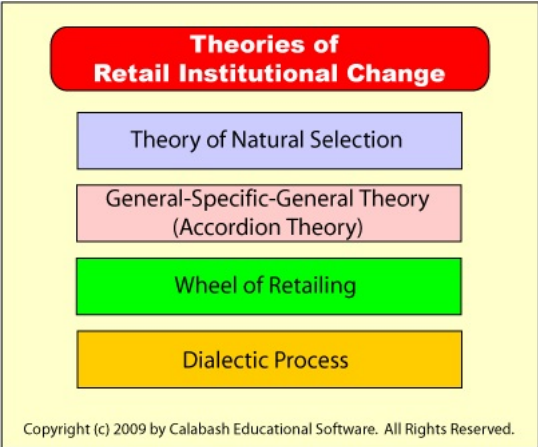 Theories of
Retail Institutional Change
Theory of Natural Selection
General-Specific-General Theory
(Accordion Theory)
Wheel of Retailing
Dialectic Process
Copyright (c) 2009 by Calabash Educational Software. All Rights Reserved.